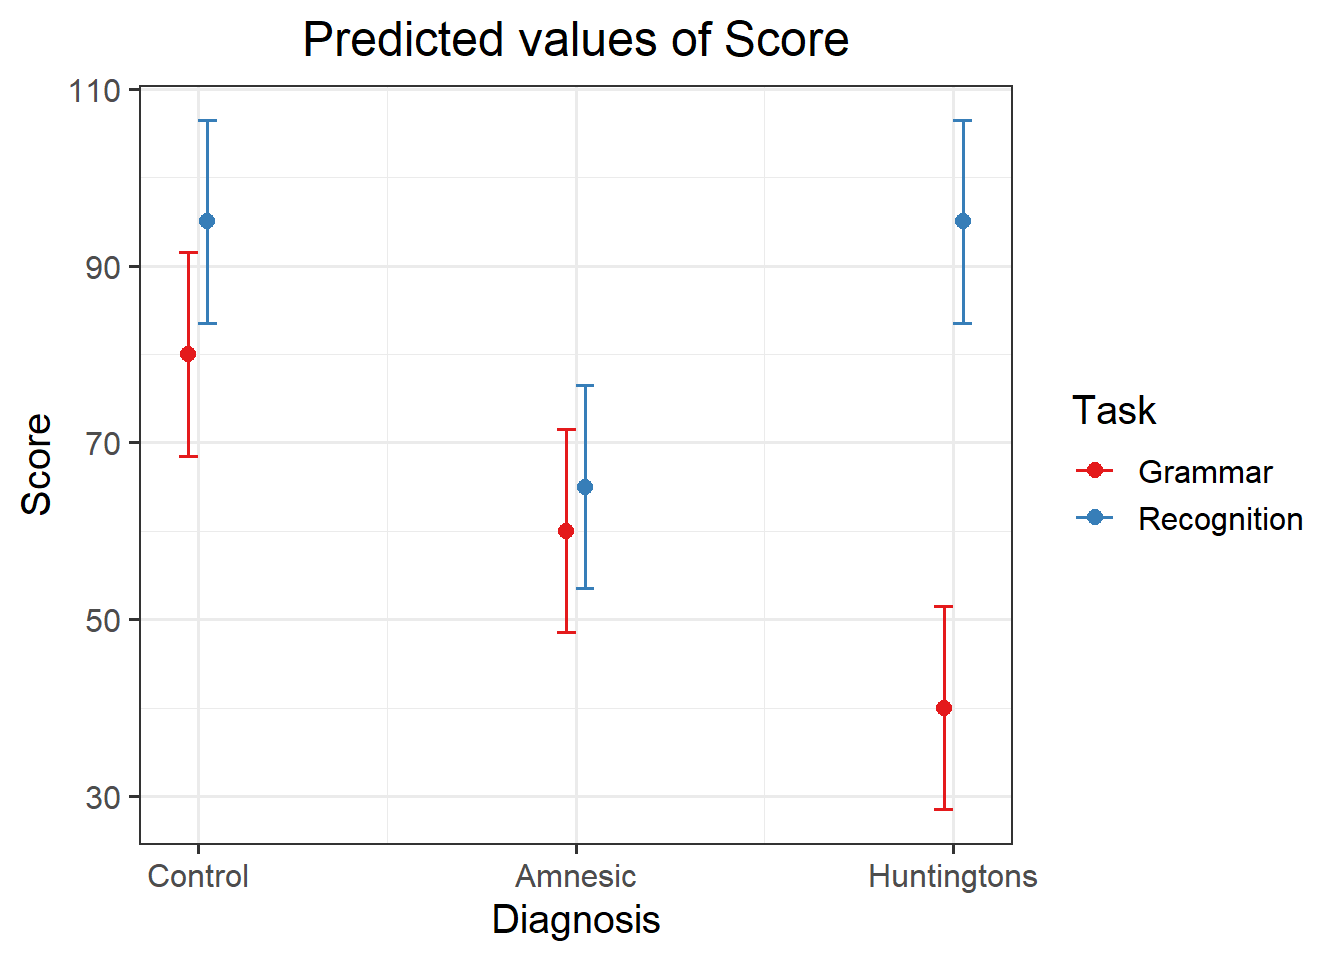 Predicted values of Score
110
90
70
50
30
Score
Control Amnesic Huntingtons
Diagnosis
Task
Grammar
Recognition